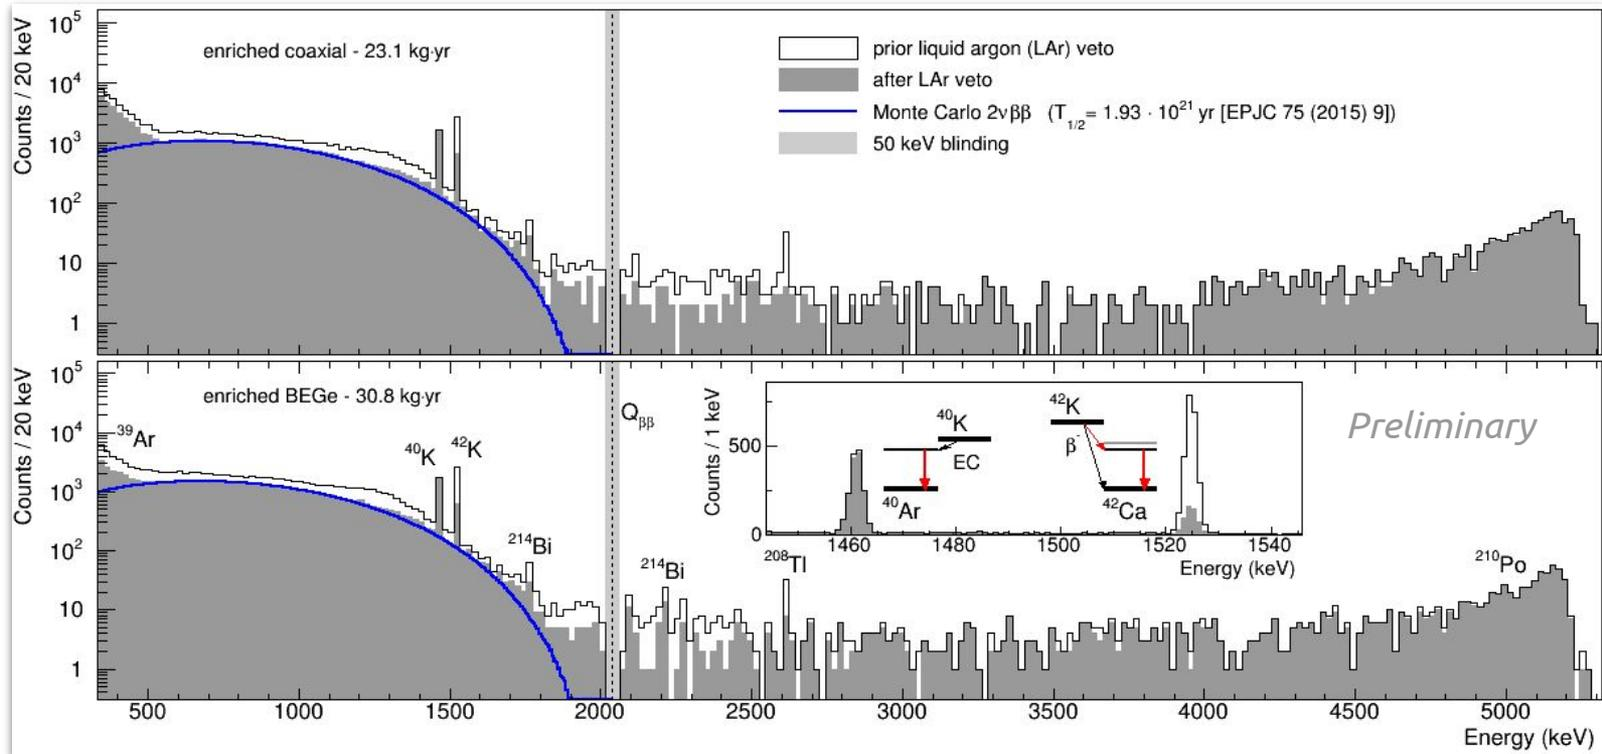 10⁵
10⁴
10³
10²
10
1
Counts / 20 keV
enriched coaxial - 23.1 kg·yr
prior liquid argon (LAr) veto
after LAr veto
Monte Carlo 2νββ (T₁/₂= 1.93 · 10²¹ yr [EPJC 75 (2015) 9])
50 keV blinding
10⁵
10⁴
10³
10²
10
1
Counts / 20 keV
enriched BEGe - 30.8 kg·yr
Qββ
³⁹Ar
⁴⁰K
⁴²K
²¹⁴Bi
²¹⁴Bi
²⁰⁸Tl
²¹⁰Po
Counts / 1 keV
500
0
⁴⁰K
EC
⁴⁰Ar
⁴²K
β⁻
⁴²Ca
1460 1480 1500 1520 1540
Energy (keV)
Preliminary
500 1000 1500 2000 2500 3000 3500 4000 4500 5000
Energy (keV)